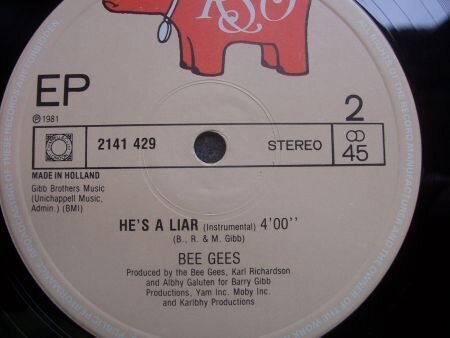 RSO
EP
℗ 1981
2
2141 429
STEREO
45
MADE IN HOLLAND
Gibb Brothers Music
(Unichappell Music,
Admin.) (BMI)
HE'S A LIAR (Instrumental) 4'00''
(B., R. & M. Gibb)
BEE GEES
Produced by the Bee Gees, Karl Richardson
and Albhy Galuten for Barry Gibb
Productions, Yam Inc. Moby Inc.
and Karlbhy Productions